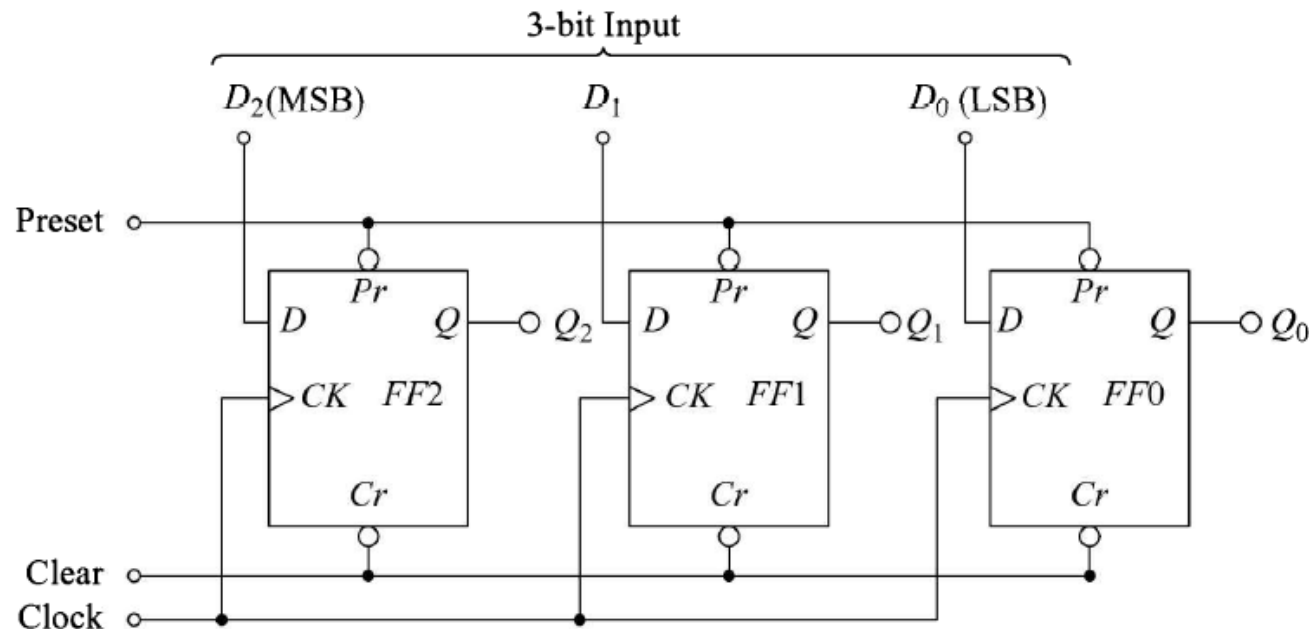 3-bit Input
D₂(MSB) D₁ D₀ (LSB)
Preset
Pr Pr Pr
D Q Q₂ D Q Q₁ D Q Q₀
CK FF2 CK FF1 CK FF0
Cr Cr Cr
Clear
Clock